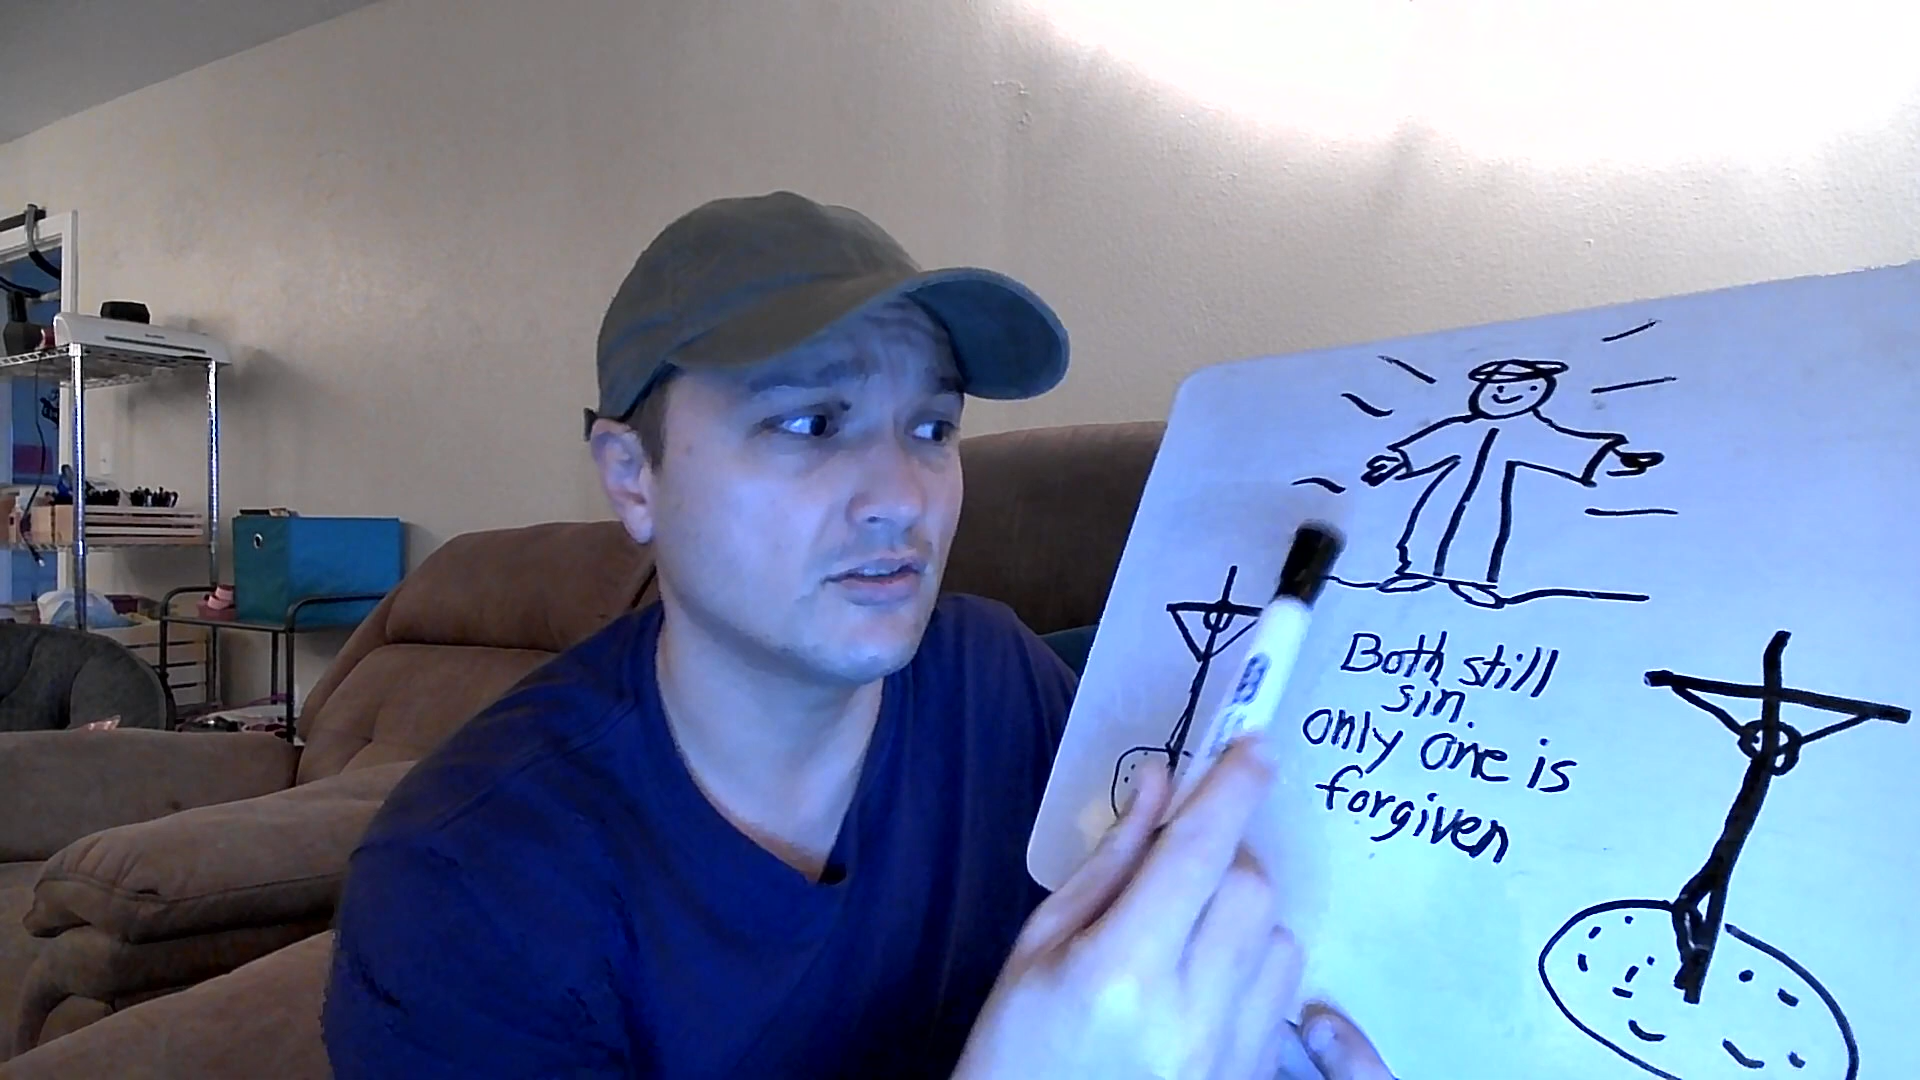 Both still
sin.
only one is
forgiven